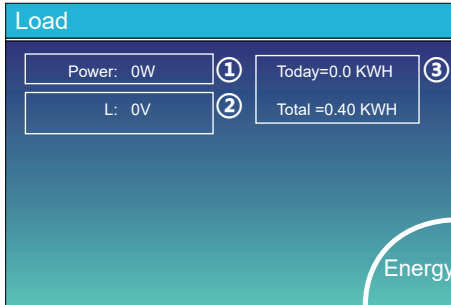 Load
Power: 0W ①
L: 0V ②
Today=0.0 KWH ③
Total =0.40 KWH
Energy